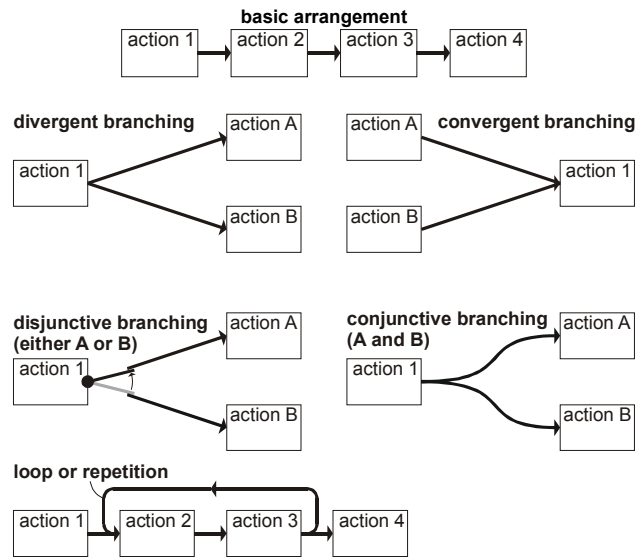 basic arrangement
action 1 action 2 action 3 action 4
divergent branching
action 1
action A
action B
convergent branching
action A
action B
action 1
disjunctive branching
(either A or B)
action 1
action A
action B
conjunctive branching
(A and B)
action 1
action A
action B
loop or repetition
action 1 action 2 action 3 action 4